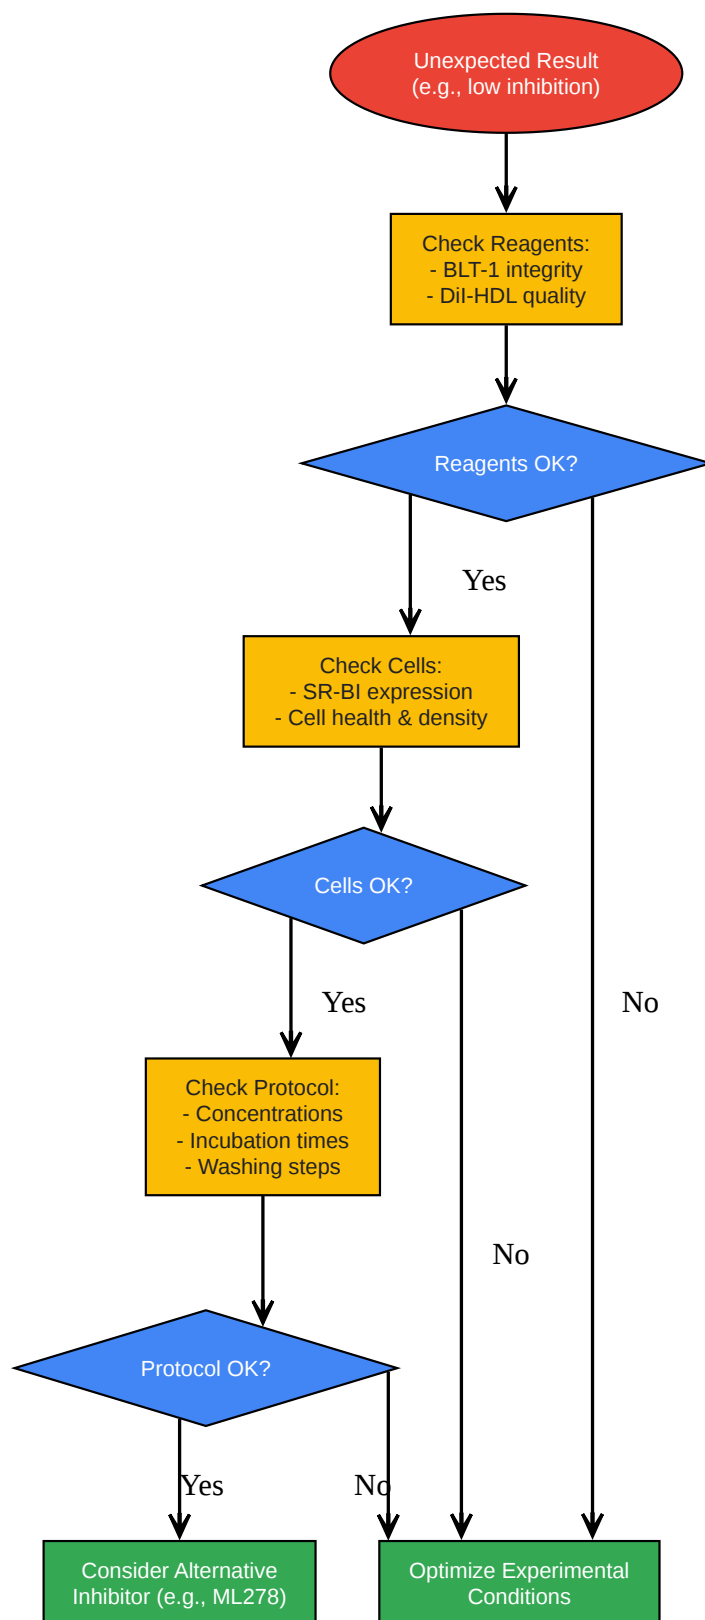 Unexpected Result
(e.g., low inhibition)
Check Reagents:
- BLT-1 integrity
- DiI-HDL quality
Reagents OK?
Yes
Check Cells:
- SR-BI expression
- Cell health & density
Cells OK?
Yes
No
Check Protocol:
- Concentrations
- Incubation times
- Washing steps
No
Protocol OK?
Yes
No
Consider Alternative
Inhibitor (e.g., ML278)
Optimize Experimental
Conditions